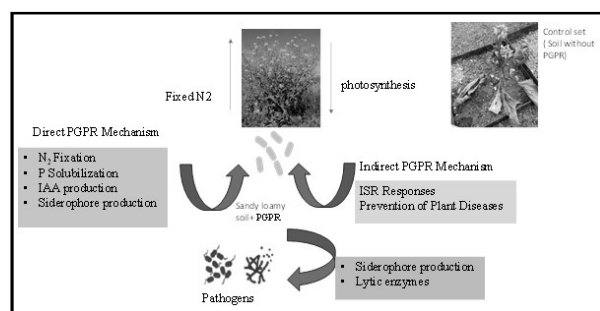 Control set
( Soil without
PGPR)
Fixed N2
photosynthesis
Direct PGPR Mechanism
• N₂ Fixation
• P Solubilization
• IAA production
• Siderophore production
Indirect PGPR Mechanism
ISR Responses
Prevention of Plant Diseases
Sandy loamy
soil+ PGPR
• Siderophore production
• Lytic enzymes
Pathogens